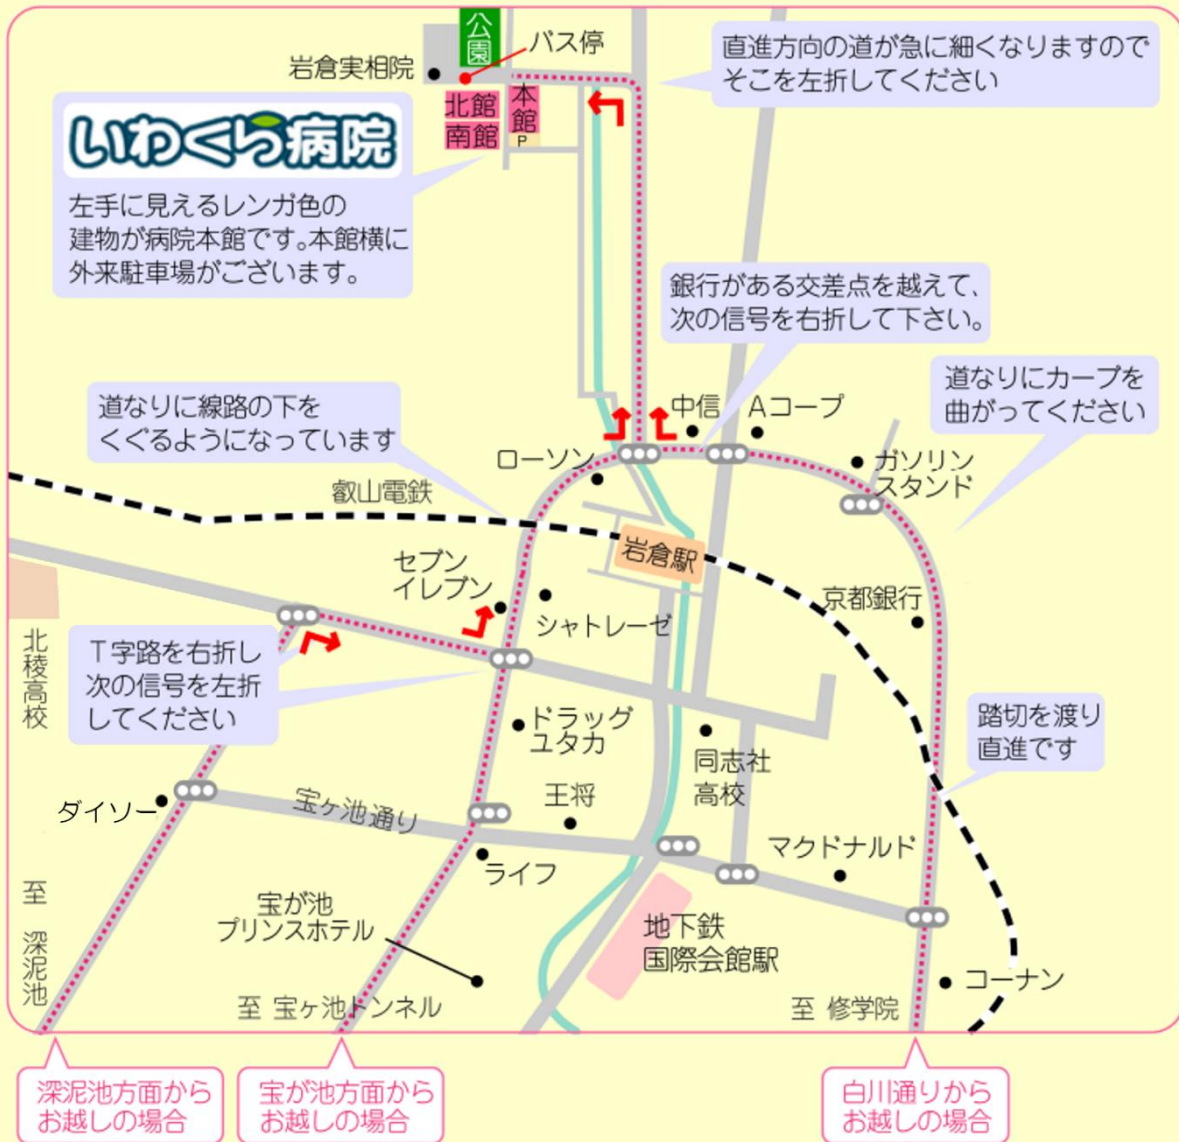 公園
バス停
岩倉実相院
北館
南館
本館
P
直進方向の道が急に細くなりますので
そこを左折してください
いわくら病院
左手に見えるレンガ色の
建物が病院本館です。本館横に
外来駐車場がございます。
銀行がある交差点を越えて、
次の信号を右折して下さい。
道なりにカーブを
曲がってください
道なりに線路の下を
くぐるようになっています
中信
Aコープ
ローソン
ガソリン
スタンド
叡山電鉄
岩倉駅
セブン
イレブン
シャトレーゼ
京都銀行
北稜高校
T字路を右折し
次の信号を左折
してください
ドラッグ
ユタカ
同志社
高校
踏切を渡り
直進です
ダイソー
宝ヶ池通り
王将
ライフ
マクドナルド
至 深泥池
宝が池
プリンスホテル
地下鉄
国際会館駅
コーナン
至 宝ヶ池トンネル
至 修学院
深泥池方面から
お越しの場合
宝が池方面から
お越しの場合
白川通りから
お越しの場合